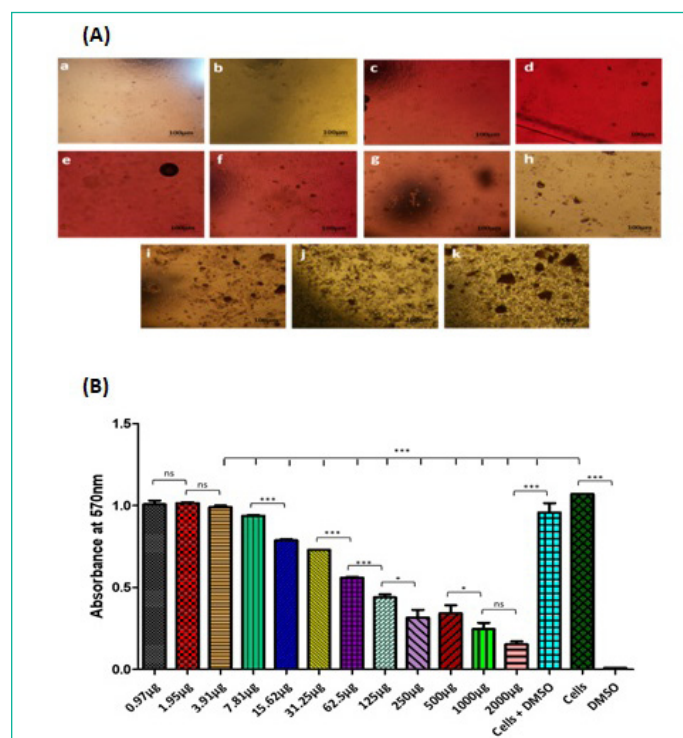 (A)
a b c d
100µm 100µm 100µm 100µm
e f g h
100µm 100µm 100µm 100µm
i j k
(B)
1.5
***
ns ns *** *** *** * * ns *** ***
1.0
Absorbance at 570nm
0.5
0.0
0.97µg 1.95µg 3.91µg 7.81µg 15.62µg 31.25µg 62.5µg 125µg 250µg 500µg 1000µg 2000µg Cells + DMSO Cells DMSO